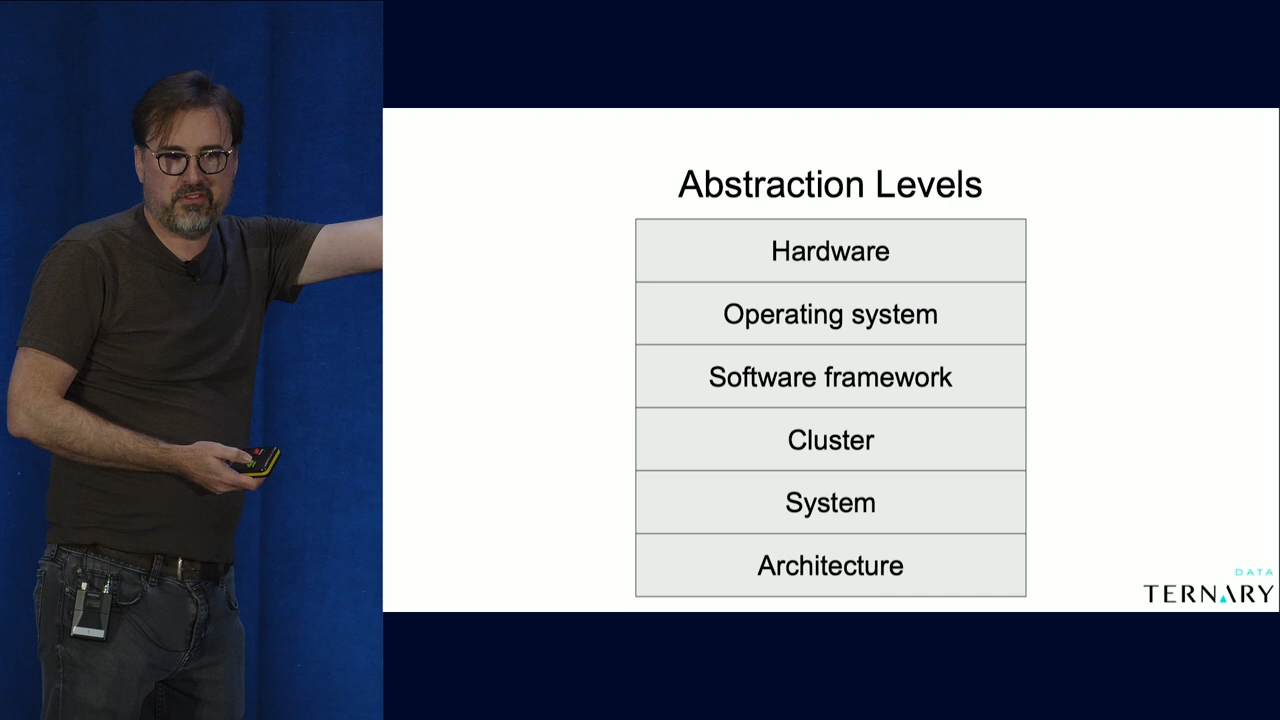 Abstraction Levels
Hardware
Operating system
Software framework
Cluster
System
Architecture
DATA
TERNARY